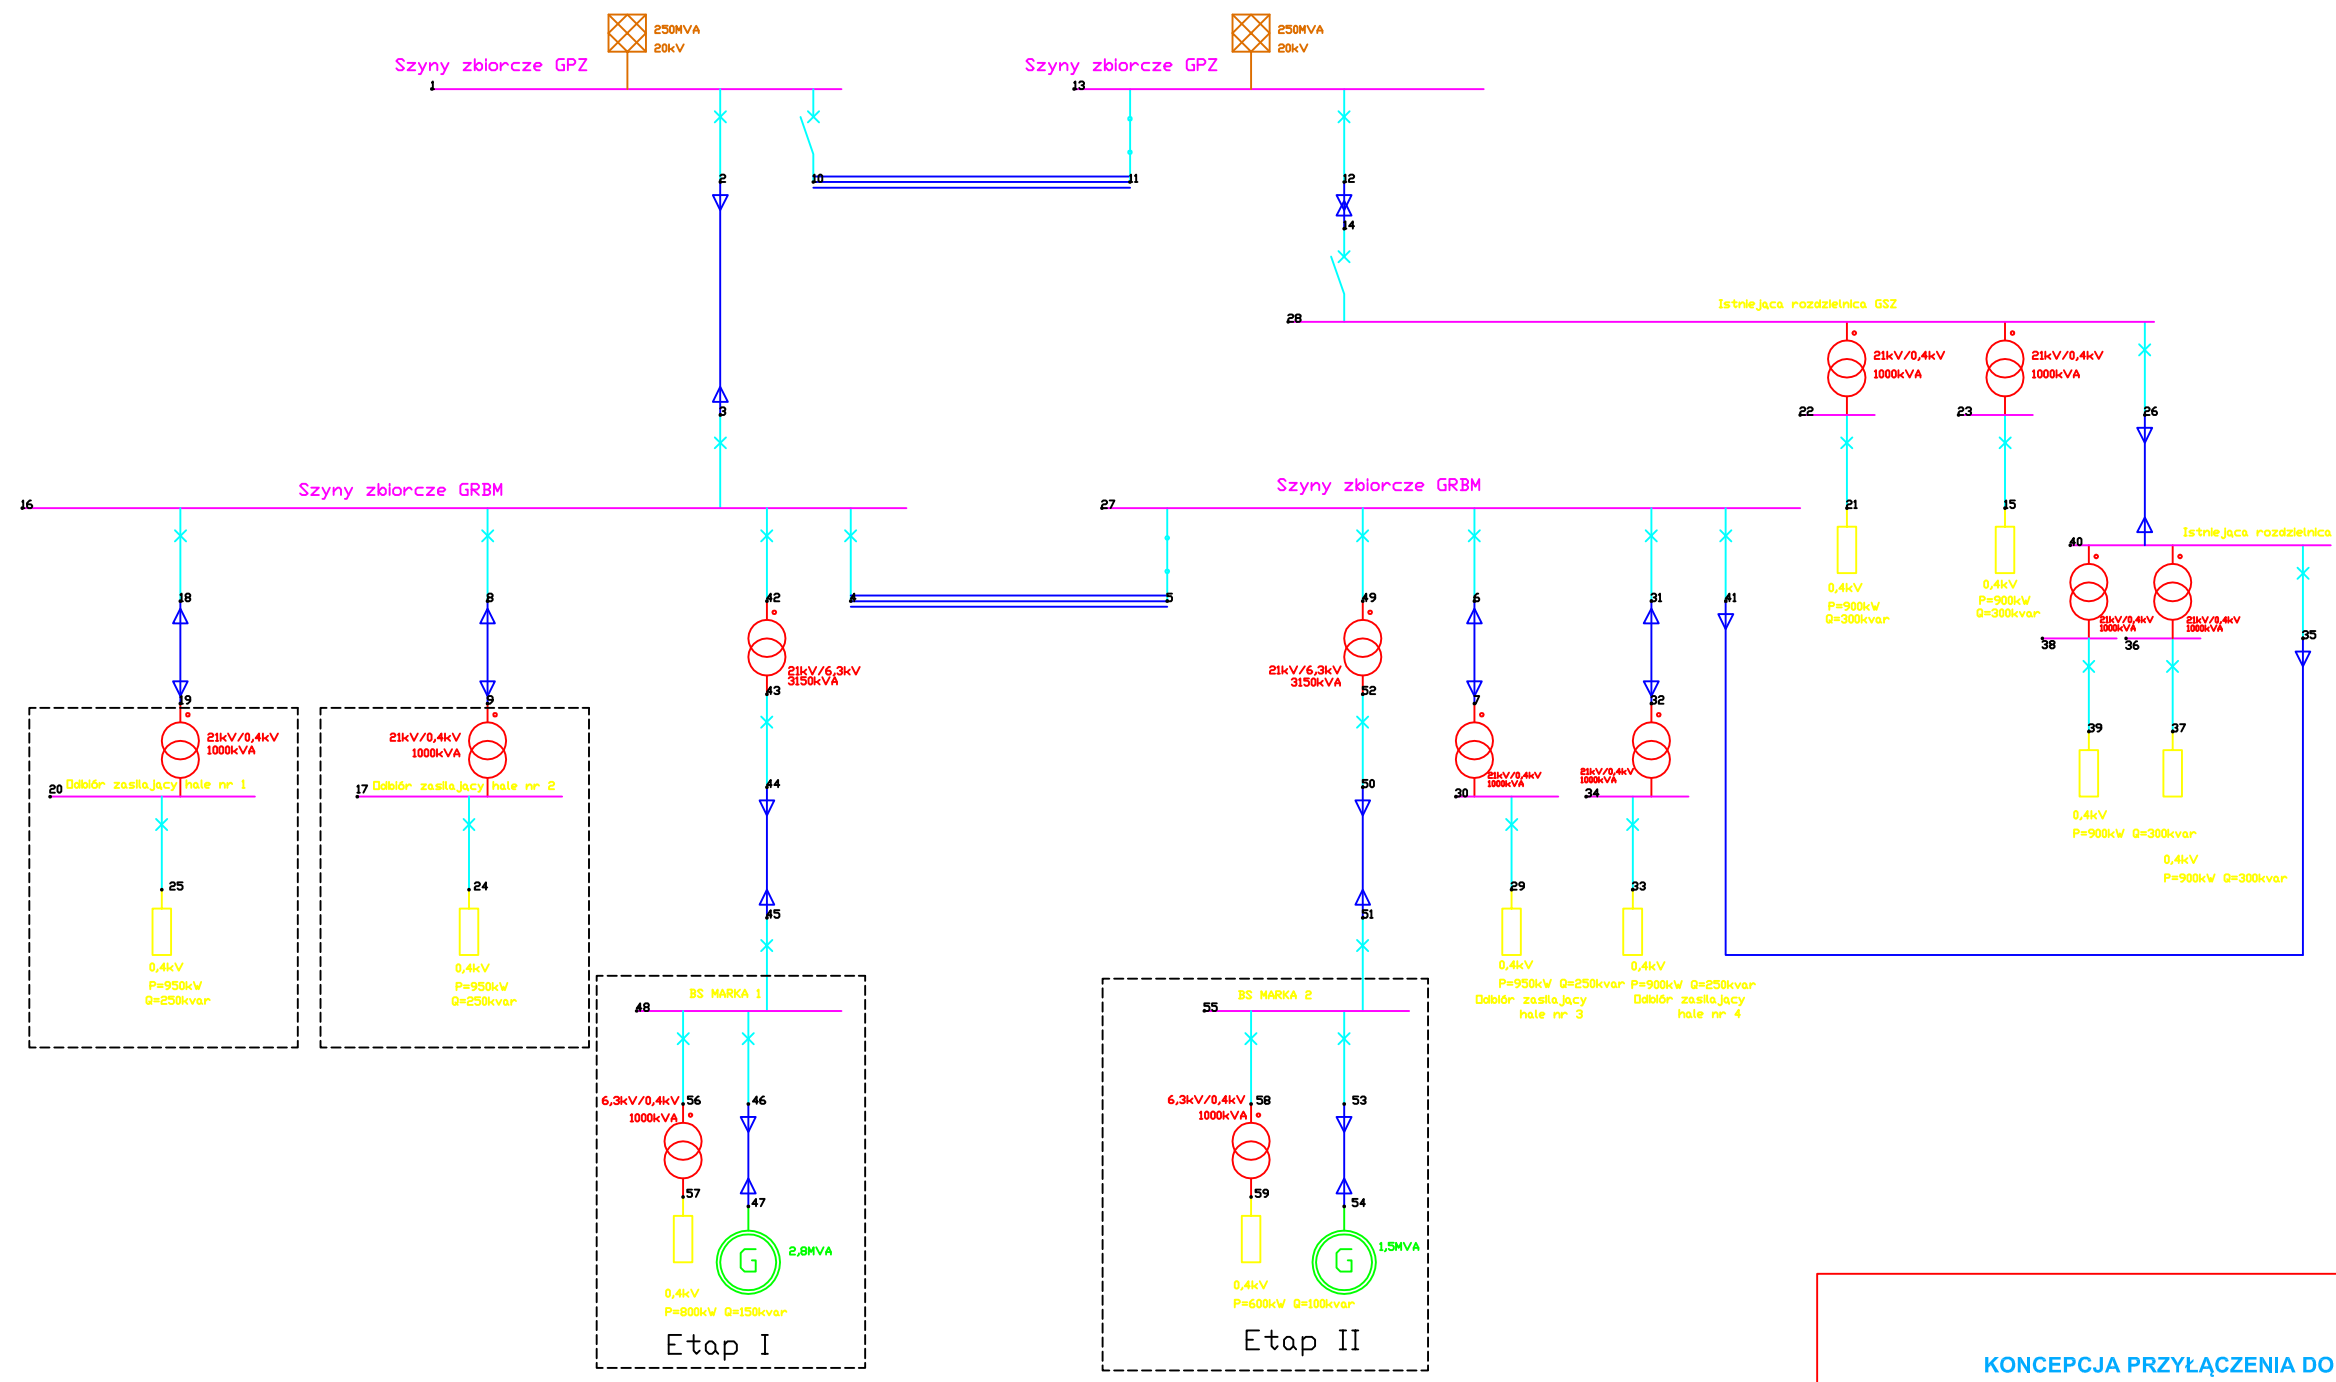 250MVA
20kV
Szyny zbiorcze GPZ
1
250MVA
20kV
Szyny zbiorcze GPZ
13
2
10
11
12
14
Istniejąca rozdzielnica GSZ
28
21kV/0,4kV
1000kVA
21kV/0,4kV
1000kVA
3
22
23
26
Szyny zbiorcze GRBM
16
Szyny zbiorcze GRBM
27
21
15
Istniejąca rozdzielnica
40
0,4kV
P=900kW
Q=300kvar
0,4kV
P=900kW
Q=300kvar
18
8
42
4
5
49
6
31
41
21kV/0,4kV
1000kVA
21kV/0,4kV
1000kVA
38
36
35
21kV/6,3kV
3150kVA
43
21kV/6,3kV
3150kVA
52
19
9
7
32
39
37
21kV/0,4kV
1000kVA
21kV/0,4kV
1000kVA
21kV/0,4kV
1000kVA
21kV/0,4kV
1000kVA
20
Odbiór zasilający hale nr 1
17
Odbiór zasilający hale nr 2
44
50
30
34
0,4kV
P=900kW Q=300kvar
0,4kV
P=900kW Q=300kvar
25
24
45
51
29
33
0,4kV
P=950kW
Q=250kvar
0,4kV
P=950kW
Q=250kvar
0,4kV
P=950kW Q=250kvar
Odbiór zasilający
hale nr 3
0,4kV
P=900kW Q=250kvar
Odbiór zasilający
hale nr 4
BS MARKA 1
48
BS MARKA 2
55
6,3kV/0,4kV
1000kVA
56
46
6,3kV/0,4kV
1000kVA
58
53
57
47
59
54
G
2,8MVA
G
1,5MVA
0,4kV
P=800kW Q=150kvar
0,4kV
P=600kW Q=100kvar
Etap I
Etap II
KONCEPCJA PRZYŁĄCZENIA DO